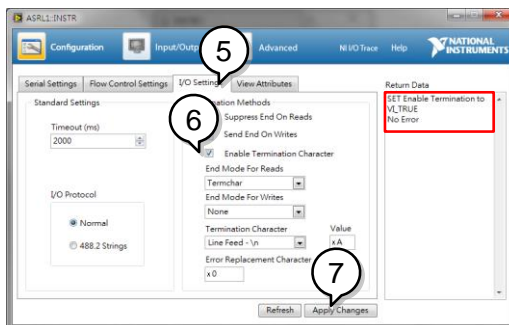 ASRL1::INSTR
Configuration
Input/Outp
Advanced
NI I/O Trace
Help
NATIONAL
INSTRUMENTS
5
Serial Settings
Flow Control Settings
I/O Setting
View Attributes
Return Data
Standard Settings
ination Methods
SET Enable Termination to
VI_TRUE
No Error
6
Suppress End On Reads
Timeout (ms)
2000
Send End On Writes
Enable Termination Character
End Mode For Reads
Termchar
I/O Protocol
End Mode For Writes
None
Normal
Termination Character
Value
488.2 Strings
Line Feed - \n
xA
Error Replacement Character
x0
7
Refresh
Apply Changes